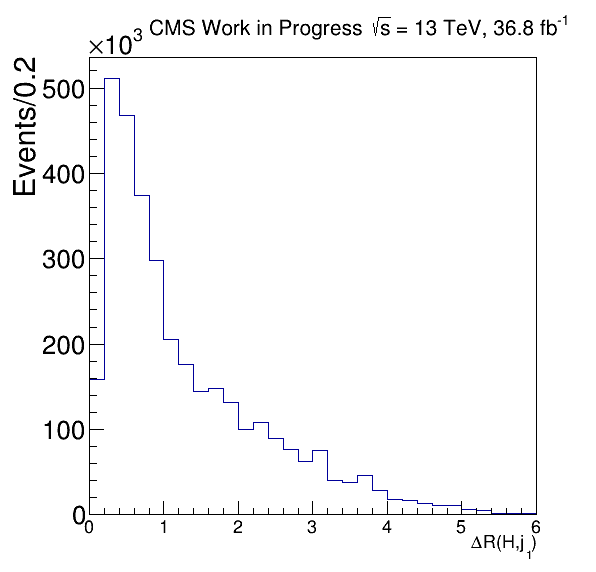 ×10³ CMS Work in Progress √s = 13 TeV, 36.8 fb⁻¹
Events/0.2
500
400
300
200
100
0
0 1 2 3 4 5 6
ΔR(H,j₁)